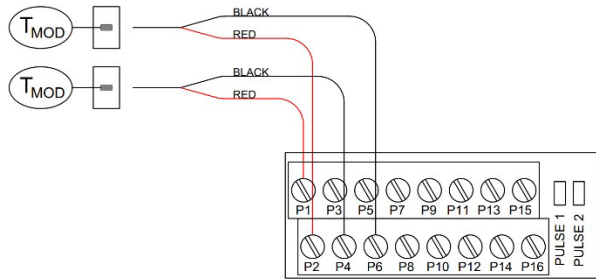 TMOD
BLACK
RED
TMOD
BLACK
RED
P1 P3 P5 P7 P9 P11 P13 P15
P2 P4 P6 P8 P10 P12 P14 P16
PULSE 1
PULSE 2